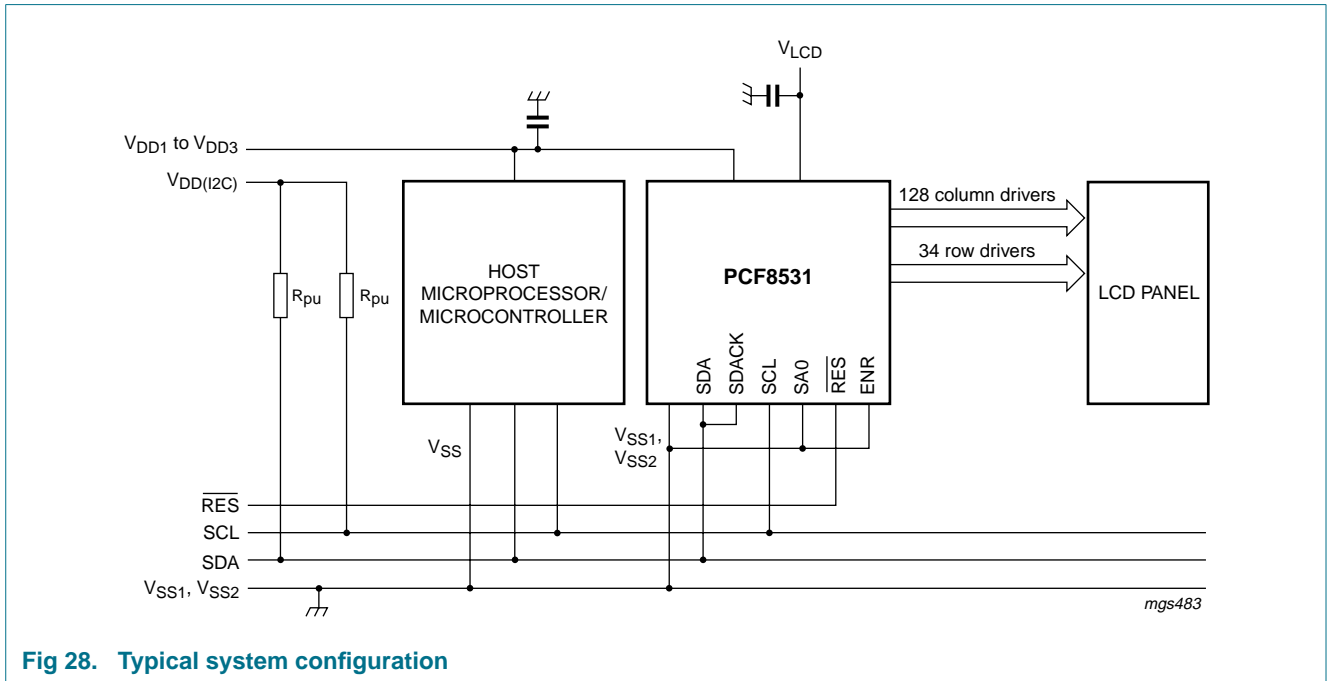 VLCD
VDD1 to VDD3
VDD(I2C)
128 column drivers
34 row drivers
HOST
MICROPROCESSOR/
MICROCONTROLLER
PCF8531
LCD PANEL
Rpu
Rpu
SDA
SDACK
SCL
SA0
RES
ENR
VSS
VSS1,
VSS2
RES
SCL
SDA
VSS1, VSS2
mgs483
Fig 28. Typical system configuration